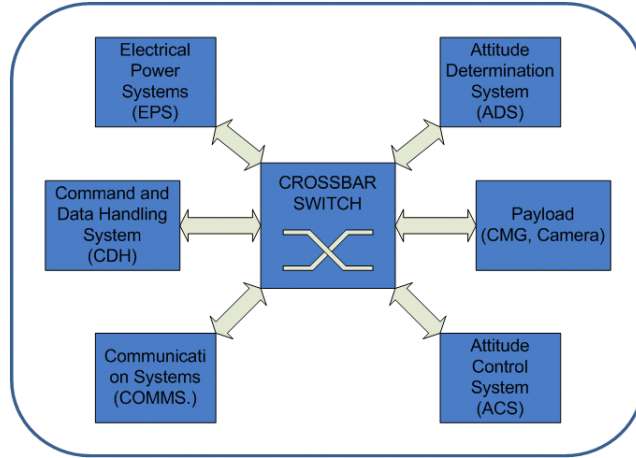 Electrical
Power
Systems
(EPS)
Attitude
Determination
System
(ADS)
CROSSBAR
SWITCH
Command and
Data Handling
System
(CDH)
Payload
(CMG, Camera)
Communicati
on Systems
(COMMS.)
Attitude
Control
System
(ACS)